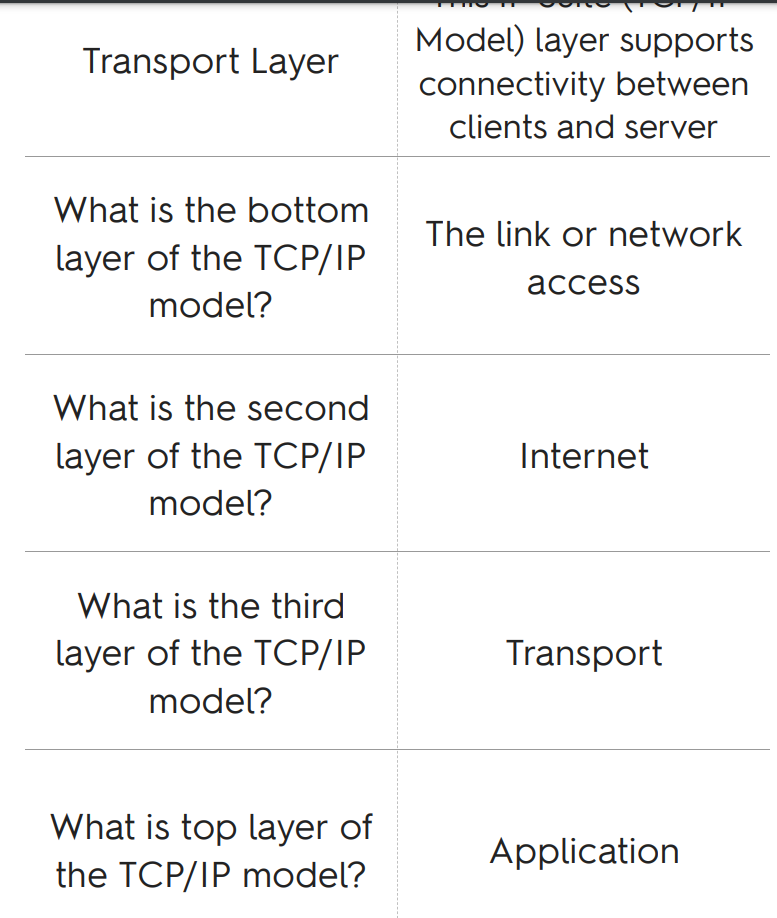 Transport Layer
Model) layer supports
connectivity between
clients and server
What is the bottom
layer of the TCP/IP
model?
The link or network
access
What is the second
layer of the TCP/IP
model?
Internet
What is the third
layer of the TCP/IP
model?
Transport
What is top layer of
the TCP/IP model?
Application